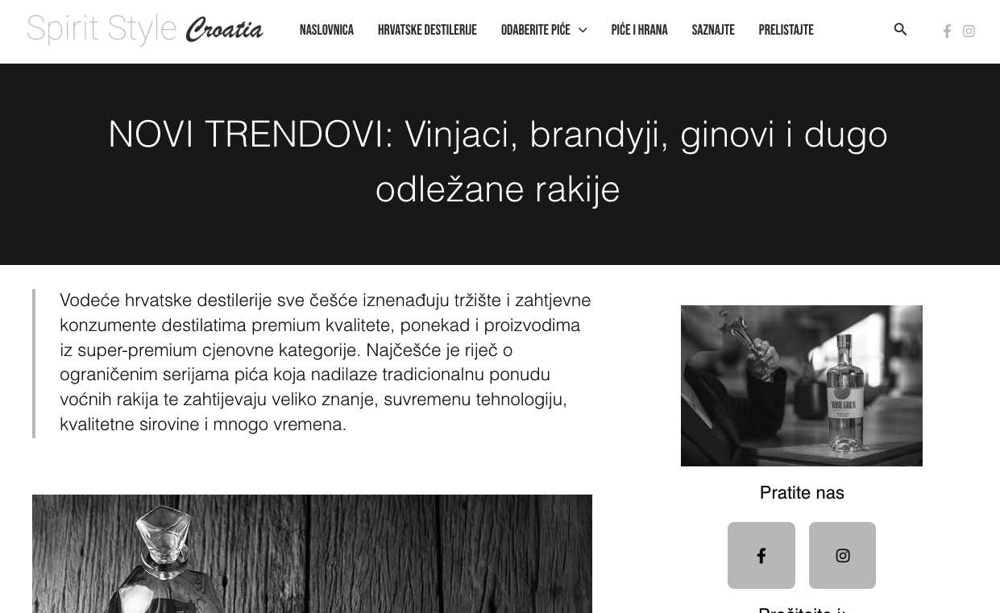 Spirit Style Croatia
NASLOVNICA HRVATSKE DESTILERIJE ODABERITE PIĆE PIĆE I HRANA SAZNAJTE PRELISTAJTE
NOVI TRENDOVI: Vinjaci, brandyji, ginovi i dugo
odležane rakije
Vodeće hrvatske destilerije sve češće iznenađuju tržište i zahtjevne
konzumente destilatima premium kvalitete, ponekad i proizvodima
iz super-premium cjenovne kategorije. Najčešće je riječ o
ograničenim serijama pića koja nadilaze tradicionalnu ponudu
voćnih rakija te zahtijevaju veliko znanje, suvremenu tehnologiju,
kvalitetne sirovine i mnogo vremena.
WISE GRUS
Pratite nas